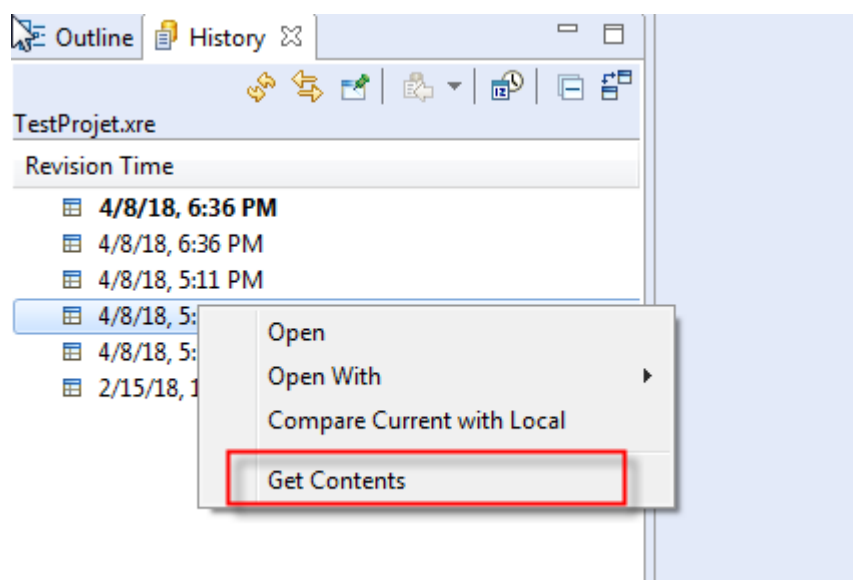 Outline History
TestProjet.xre
Revision Time
4/8/18, 6:36 PM
4/8/18, 6:36 PM
4/8/18, 5:11 PM
4/8/18, 5:
4/8/18, 5:
2/15/18, 1
Open
Open With
Compare Current with Local
Get Contents